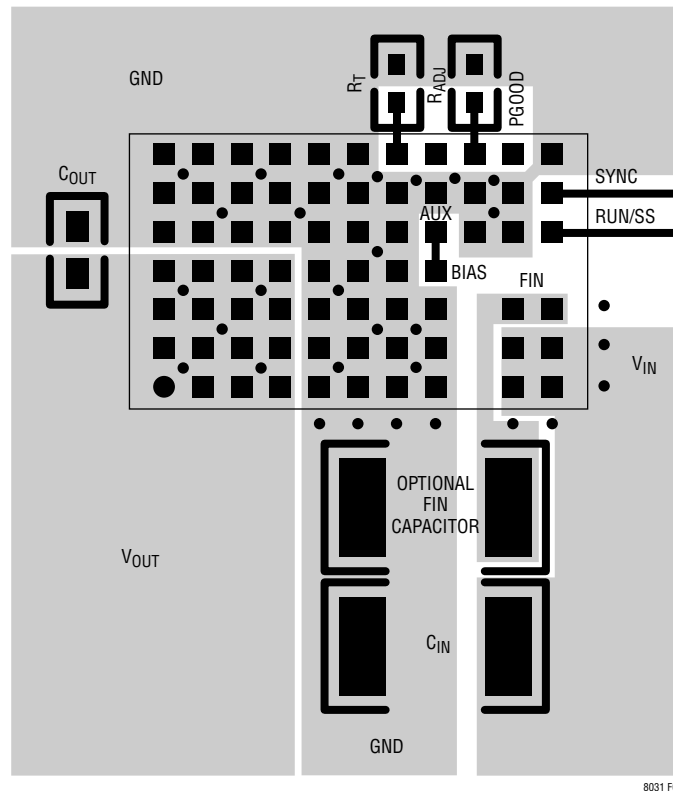 GND
RT
RADJ
PGOOD
COUT
SYNC
AUX
RUN/SS
BIAS
FIN
VIN
OPTIONAL
FIN
CAPACITOR
VOUT
CIN
GND
8031